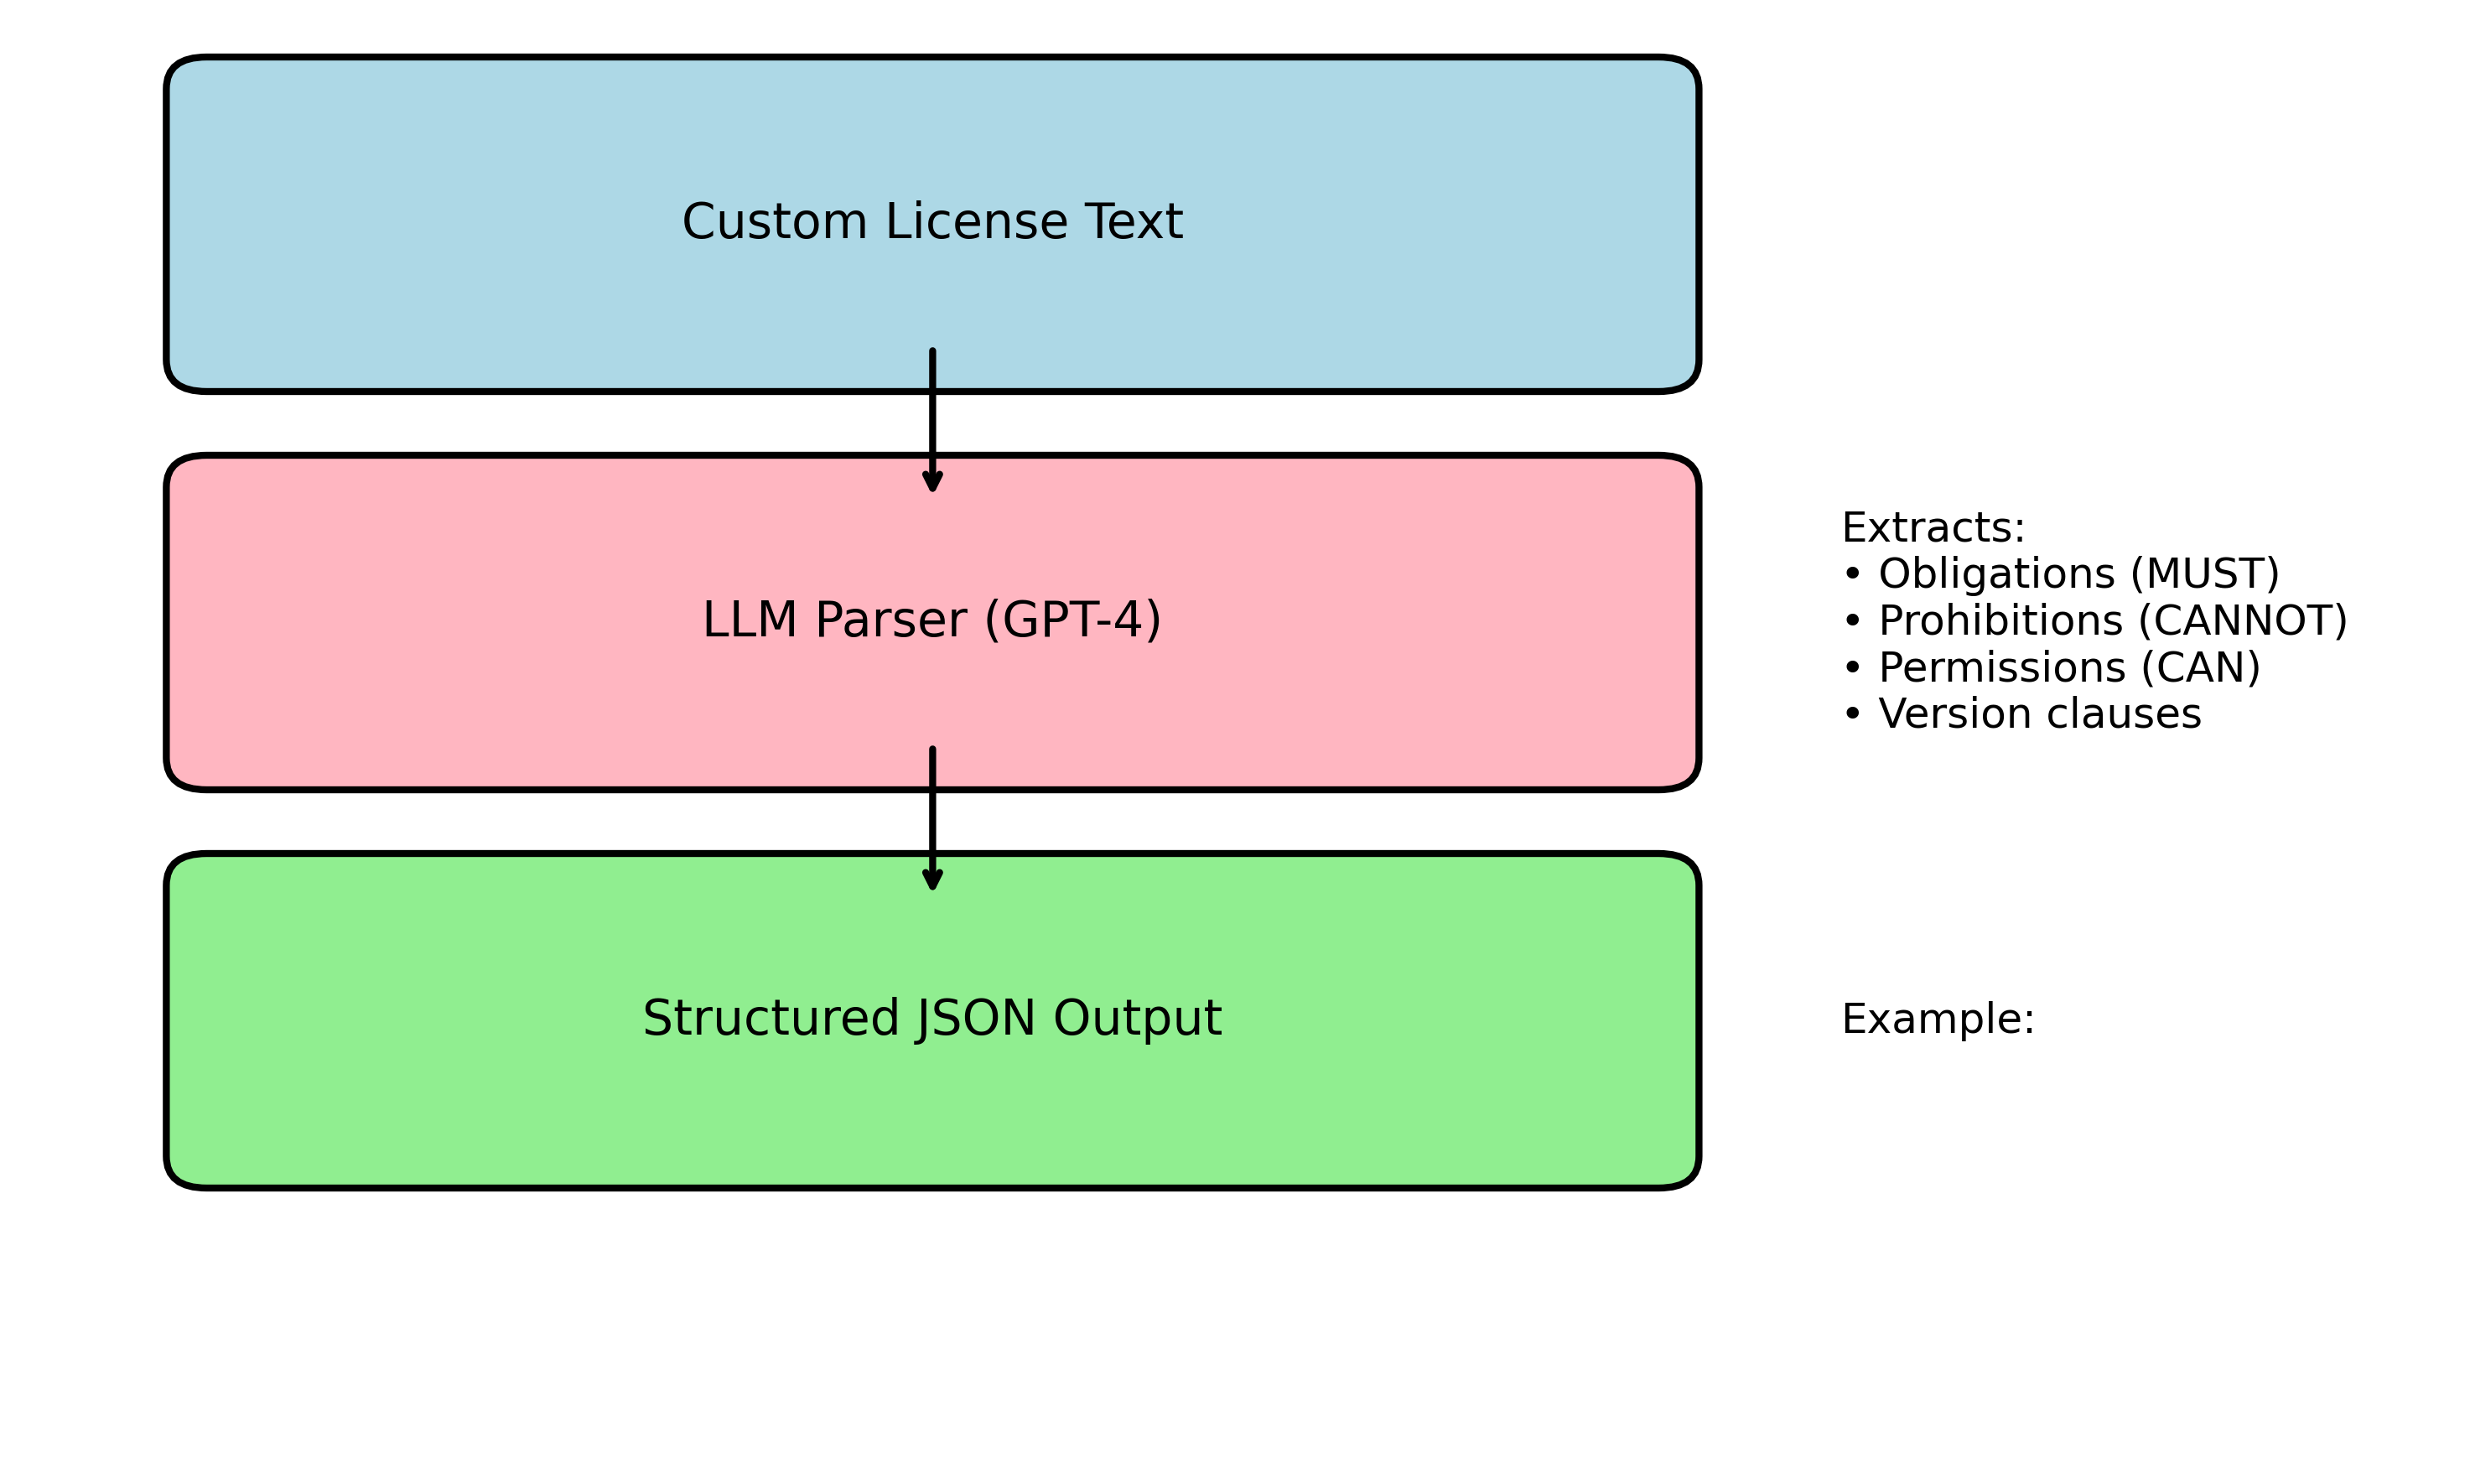 Custom License Text
LLM Parser (GPT-4)
Extracts:
• Obligations (MUST)
• Prohibitions (CANNOT)
• Permissions (CAN)
• Version clauses
Structured JSON Output
Example: